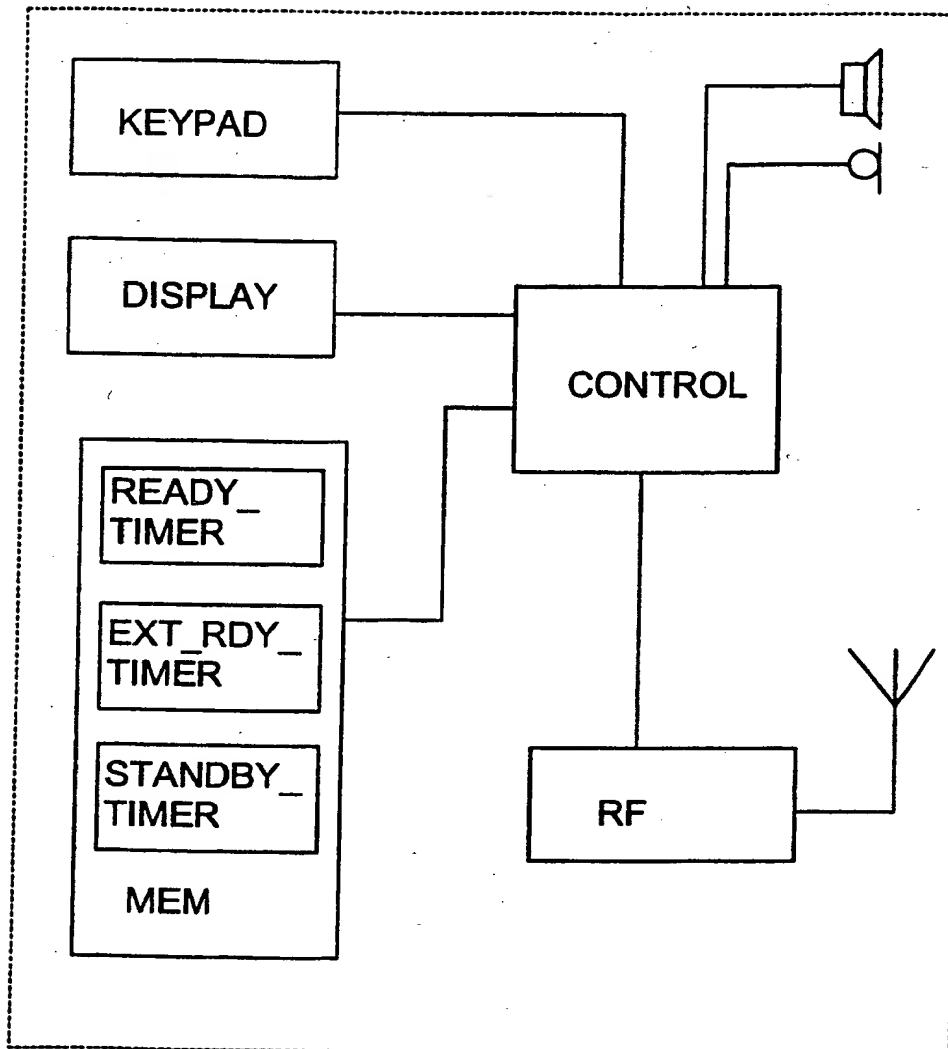 KEYPAD
DISPLAY
CONTROL
READY_
TIMER
EXT_RDY_
TIMER
STANDBY_
TIMER
MEM
RF